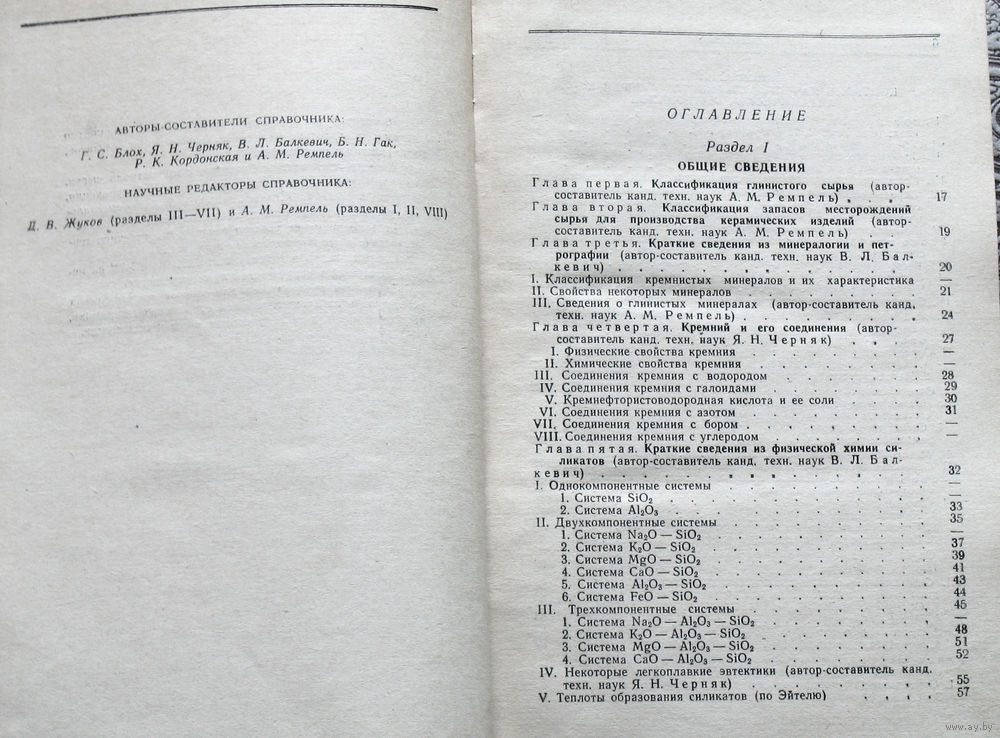 АВТОРЫ-СОСТАВИТЕЛИ СПРАВОЧНИКА:
Г. С. Блох, Я. Н. Черняк, В. Л. Балкевич, Б. Н. Гак,
Р. К. Кордонская и А. М. Ремпель
НАУЧНЫЕ РЕДАКТОРЫ СПРАВОЧНИКА:
Д. В. Жуков (разделы III—VII) и А. М. Ремпель (разделы I, II, VIII)
ОГЛАВЛЕНИЕ
Раздел I
ОБЩИЕ СВЕДЕНИЯ
Глава первая. Классификация глинистого сырья (автор-
составитель канд. техн. наук А. М. Ремпель) . . 17
Глава вторая. Классификация запасов месторождений
сырья для производства керамических изделий (автор-
составитель канд. техн. наук А. М. Ремпель) . . 19
Глава третья. Краткие сведения из минералогии и пет-
рографии (автор-составитель канд. техн. наук В. Л. Бал-
кевич) . . . . . . . . . . 20
I. Классификация кремнистых минералов и их характеристика —
II. Свойства некоторых минералов . . . . . . . . 21
III. Сведения о глинистых минералах (автор-составитель канд.
техн. наук А. М. Ремпель) . . . . . . . . 24
Глава четвертая. Кремний и его соединения (автор-
составитель канд. техн. наук Я. Н. Черняк) . . . 27
I. Физические свойства кремния . . . . . . . —
II. Химические свойства кремния . . . . . . . —
III. Соединения кремния с водородом . . . . . . 28
IV. Соединения кремния с галоидами . . . . . . 29
V. Кремнефтористоводородная кислота и ее соли . . . . 30
VI. Соединения кремния с азотом . . . . . . . 31
VII. Соединения кремния с бором . . . . . . . —
VIII. Соединения кремния с углеродом . . . . . . —
Глава пятая. Краткие сведения из физической химии си-
ликатов (автор-составитель канд. техн. наук В. Л. Бал-
кевич) . . . . . . . . . . 32
I. Однокомпонентные системы . . . . . . . —
1. Система SiO₂ . . . . . . . . —
2. Система Al₂O₃ . . . . . . . . 33
II. Двухкомпонентные системы . . . . . . . 35
1. Система Na₂O — SiO₂ . . . . . . . —
2. Система K₂O — SiO₂ . . . . . . . 37
3. Система MgO — SiO₂ . . . . . . . 39
4. Система CaO — SiO₂ . . . . . . . 41
5. Система Al₂O₃ — SiO₂ . . . . . . . 43
6. Система FeO — SiO₂ . . . . . . . 44
III. Трехкомпонентные системы . . . . . . . 45
1. Система Na₂O — Al₂O₃ — SiO₂ . . . . . . —
2. Система K₂O — Al₂O₃ — SiO₂ . . . . . . 48
3. Система MgO — Al₂O₃ — SiO₂ . . . . . . 51
4. Система CaO — Al₂O₃ — SiO₂ . . . . . . 52
IV. Некоторые легкоплавкие эвтектики (автор-составитель канд.
техн. наук Я. Н. Черняк) . . . . . . . . 55
V. Теплоты образования силикатов (по Эйтелю) . . . . 57
www.ay.by